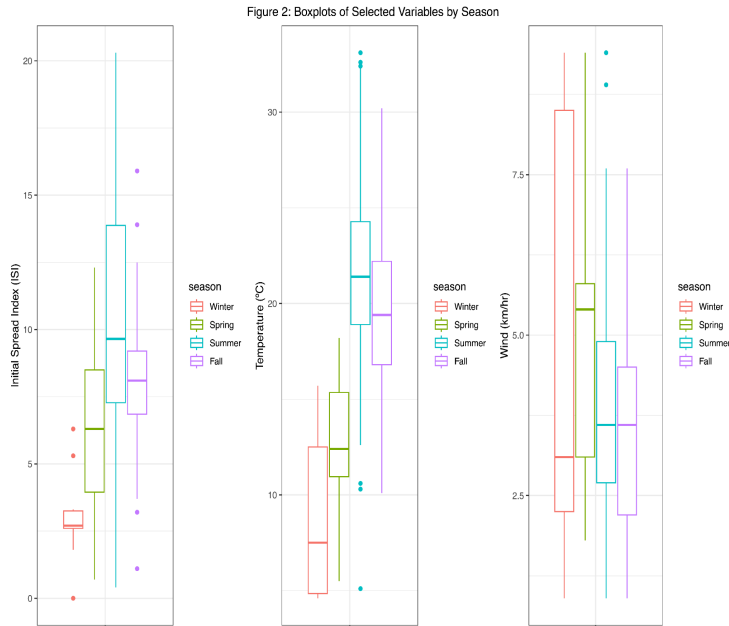 Figure 2: Boxplots of Selected Variables by Season
Initial Spread Index (ISI)
20
15
10
5
0
season
Winter
Spring
Summer
Fall
Temperature (°C)
30
20
10
season
Winter
Spring
Summer
Fall
Wind (km/hr)
7.5
5.0
2.5
season
Winter
Spring
Summer
Fall